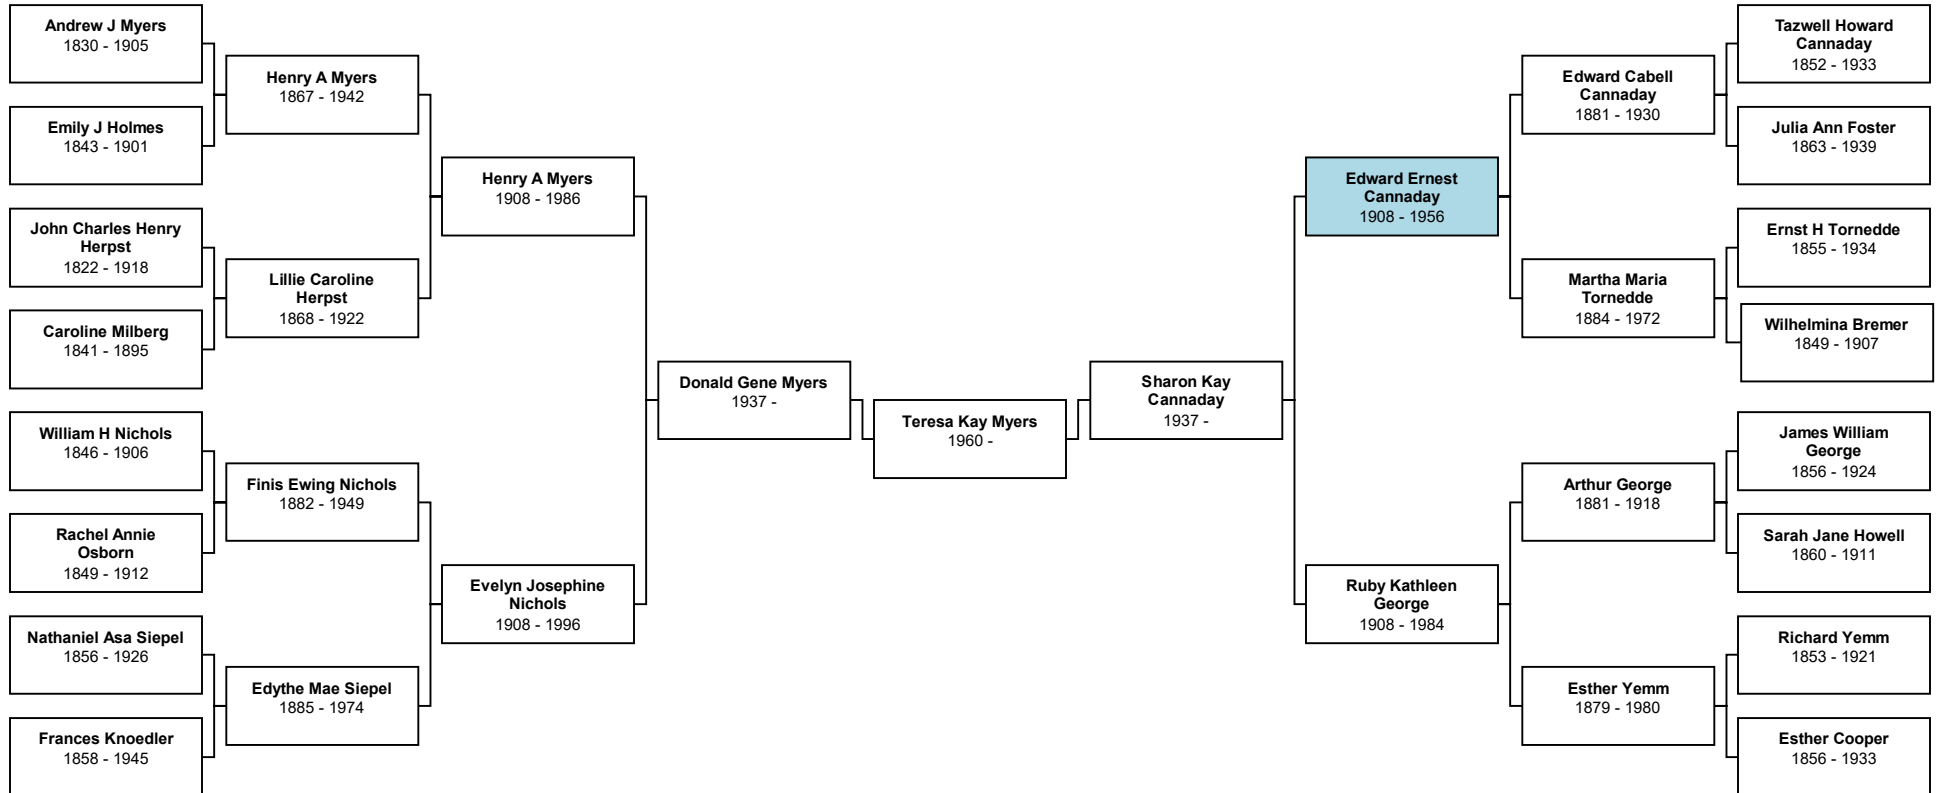 Andrew J Myers
1830 - 1905
Emily J Holmes
1843 - 1901
John Charles Henry
Herpst
1822 - 1918
Caroline Milberg
1841 - 1895
William H Nichols
1846 - 1906
Rachel Annie
Osborn
1849 - 1912
Nathaniel Asa Siepel
1856 - 1926
Frances Knoedler
1858 - 1945
Henry A Myers
1867 - 1942
Lillie Caroline
Herpst
1868 - 1922
Finis Ewing Nichols
1882 - 1949
Edythe Mae Siepel
1885 - 1974
Henry A Myers
1908 - 1986
Evelyn Josephine
Nichols
1908 - 1996
Donald Gene Myers
1937 -
Teresa Kay Myers
1960 -
Sharon Kay
Cannaday
1937 -
Edward Ernest
Cannaday
1908 - 1956
Ruby Kathleen
George
1908 - 1984
Edward Cabell
Cannaday
1881 - 1930
Martha Maria
Tornedde
1884 - 1972
Arthur George
1881 - 1918
Esther Yemm
1879 - 1980
Tazwell Howard
Cannaday
1852 - 1933
Julia Ann Foster
1863 - 1939
Ernst H Tornedde
1855 - 1934
Wilhelmina Bremer
1849 - 1907
James William
George
1856 - 1924
Sarah Jane Howell
1860 - 1911
Richard Yemm
1853 - 1921
Esther Cooper
1856 - 1933